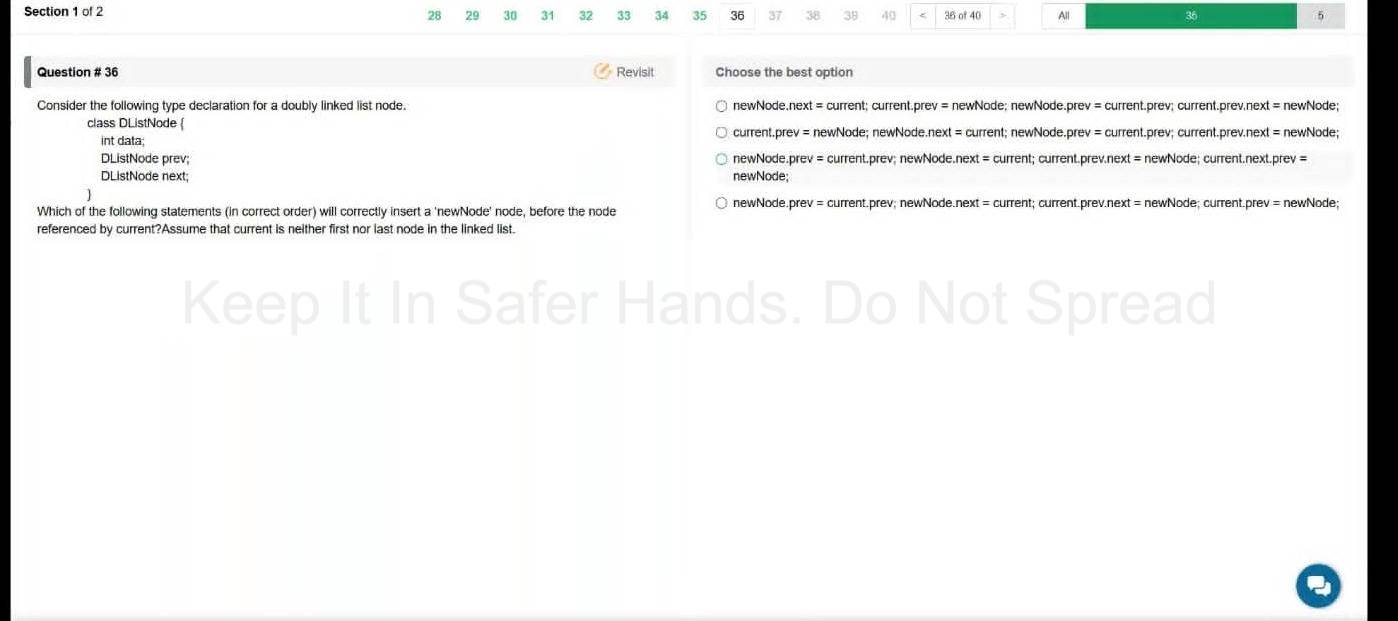 Section 1 of 2
28 29 30 31 32 33 34 35 36 37 38 39 40 < 36 of 40 > All 35 5
Question # 36
Revisit
Consider the following type declaration for a doubly linked list node.
class DListNode {
int data;
DListNode prev;
DListNode next;
}
Which of the following statements (in correct order) will correctly insert a 'newNode' node, before the node
referenced by current?Assume that current is neither first nor last node in the linked list.
Choose the best option
newNode.next = current; current.prev = newNode; newNode.prev = current.prev; current.prev.next = newNode;
current.prev = newNode; newNode.next = current; newNode.prev = current.prev; current.prev.next = newNode;
newNode.prev = current.prev; newNode.next = current; current.prev.next = newNode; current.next.prev =
newNode;
newNode.prev = current.prev; newNode.next = current; current.prev.next = newNode; current.prev = newNode;
Keep It In Safer Hands. Do Not Spread